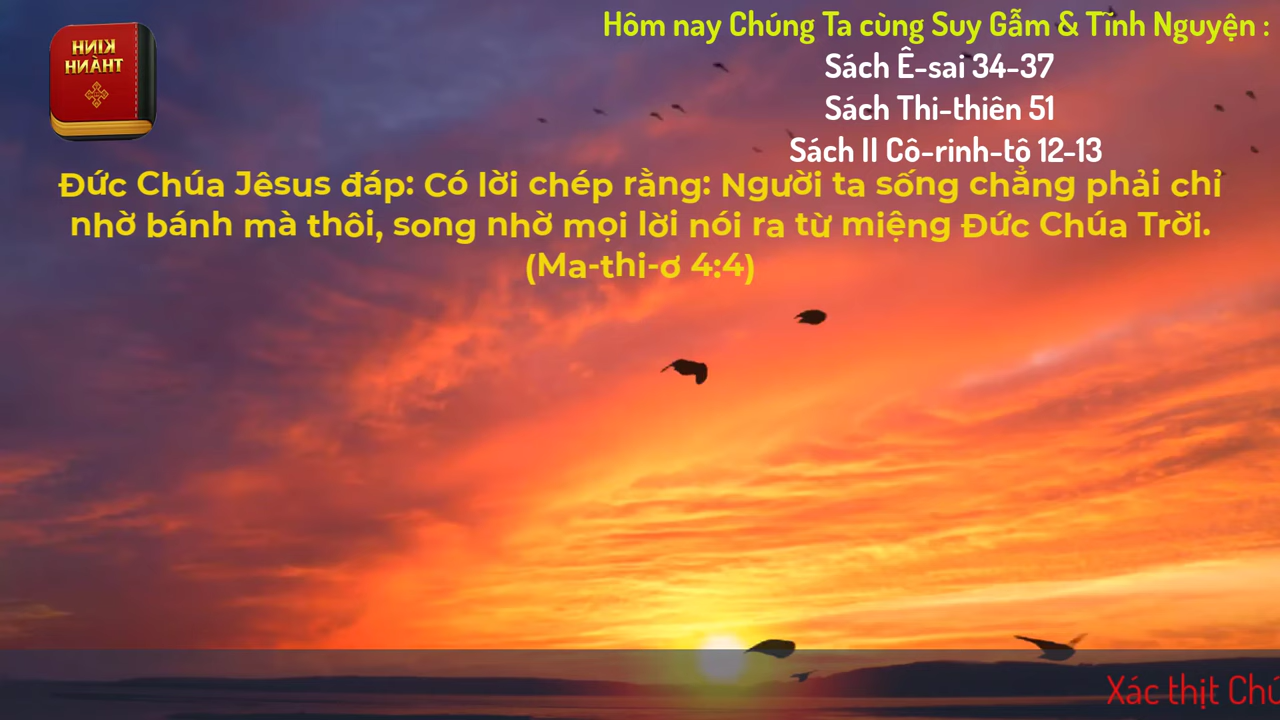 KINH
THÀNH
Hôm nay Chúng Ta cùng Suy Gẫm & Tĩnh Nguyện :
Sách Ê-sai 34-37
Sách Thi-thiên 51
Sách II Cô-rinh-tô 12-13
Đức Chúa Jêsus đáp: Có lời chép rằng: Người ta sống chẳng phải chỉ
nhờ bánh mà thôi, song nhờ mọi lời nói ra từ miệng Đức Chúa Trời.
(Ma-thi-ơ 4:4)
Xác thịt